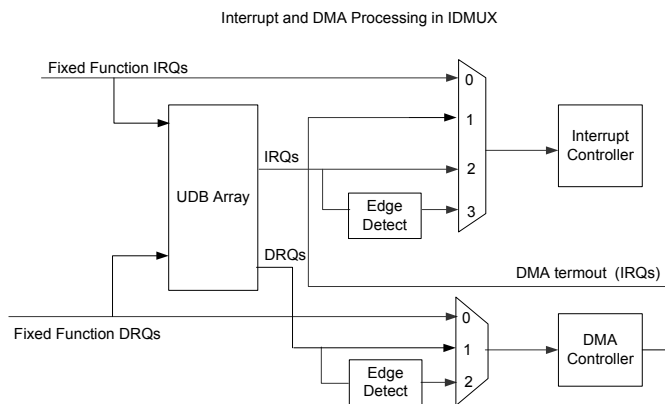 Interrupt and DMA Processing in IDMUX
Fixed Function IRQs
0
1
Interrupt
Controller
IRQs
UDB Array
2
Edge
Detect
3
DRQs
DMA termout (IRQs)
Fixed Function DRQs
0
1
DMA
Controller
Edge
Detect
2